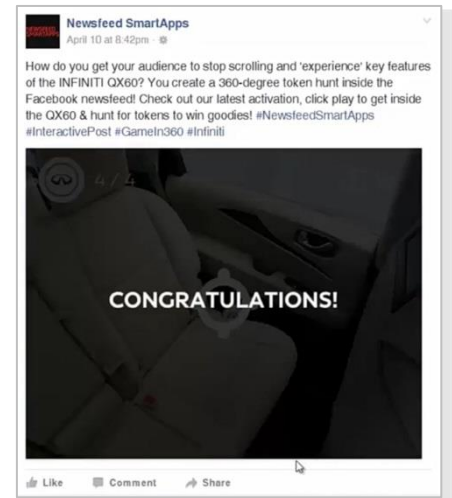 Newsfeed SmartApps
April 10 at 8:42pm ·
How do you get your audience to stop scrolling and 'experience' key features
of the INFINITI QX60? You create a 360-degree token hunt inside the
Facebook newsfeed! Check out our latest activation, click play to get inside
the QX60 & hunt for tokens to win goodies! #NewsfeedSmartApps
#InteractivePost #GameIn360 #Infiniti
4/4
CONGRATULATIONS!
Like Comment Share